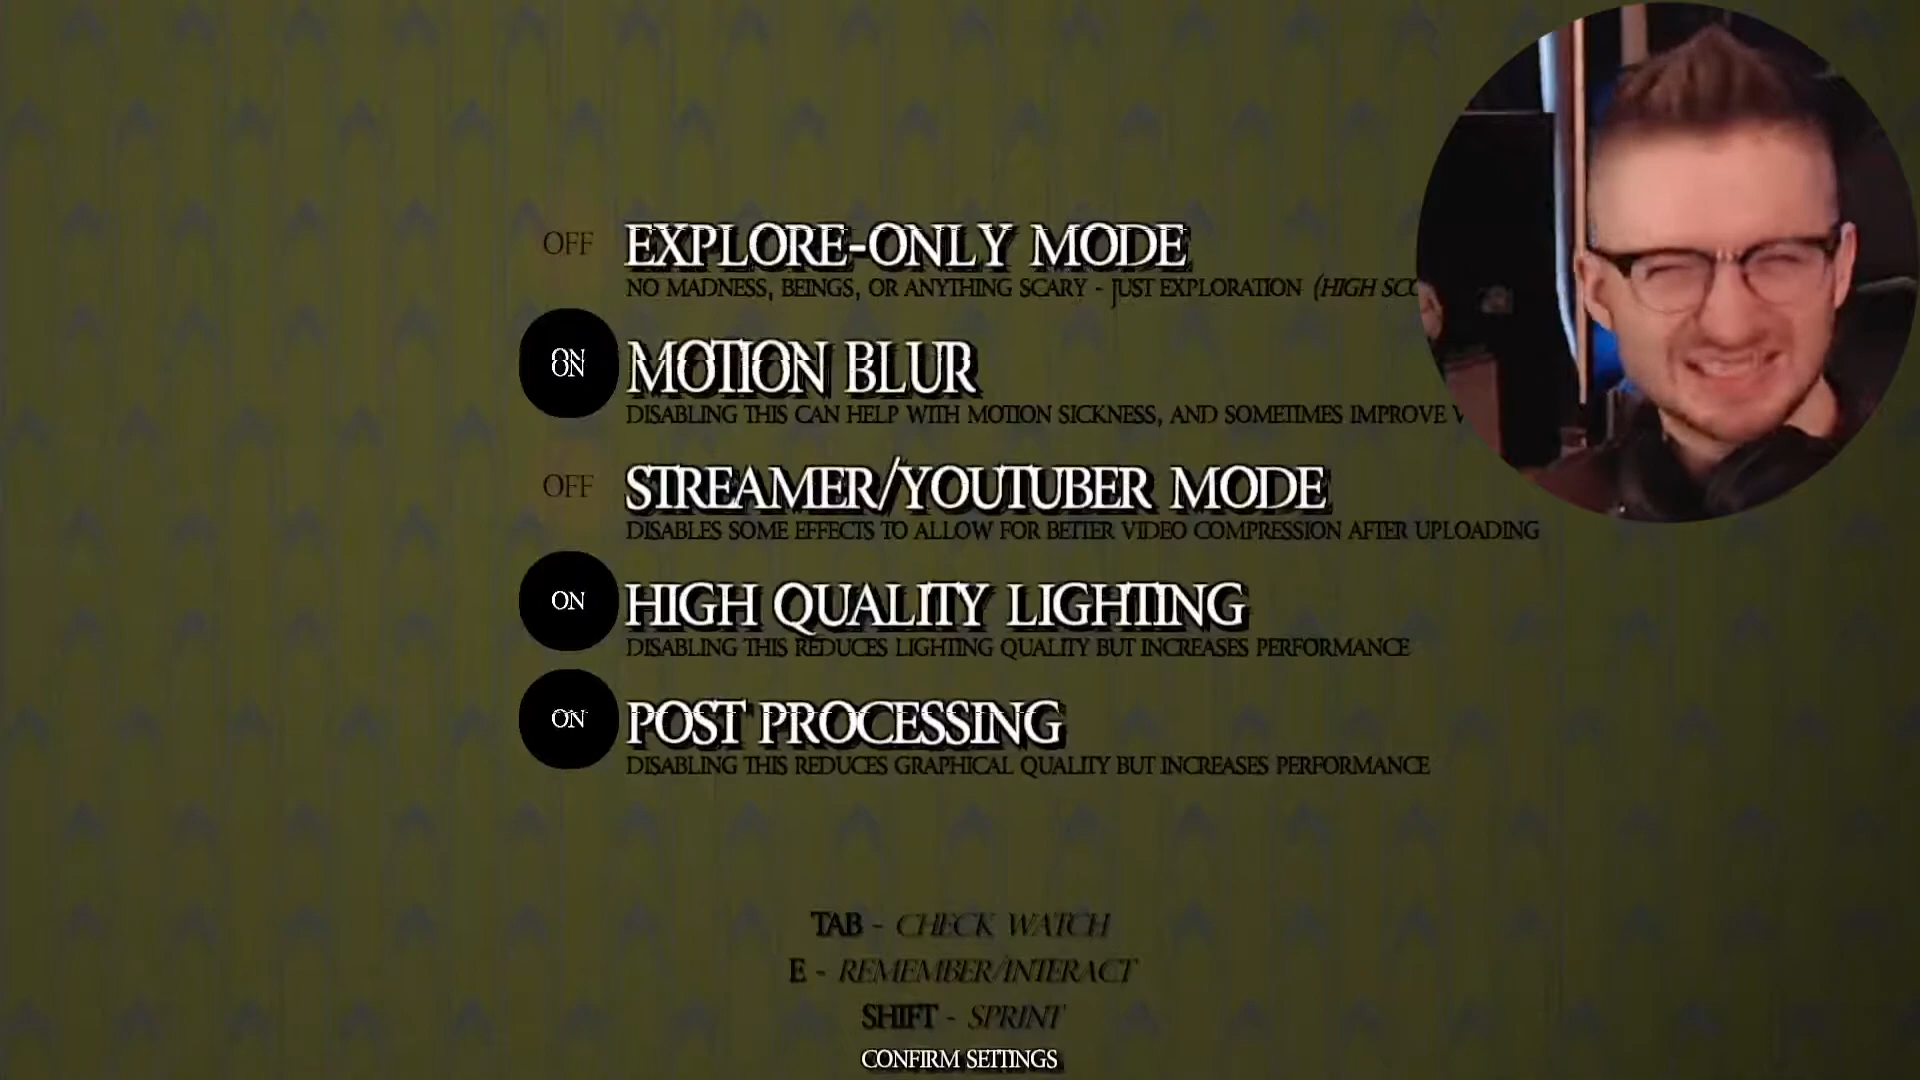 OFF EXPLORE-ONLY MODE
NO MADNESS, BEINGS, OR ANYTHING SCARY - JUST EXPLORATION (HIGH
ON MOTION BLUR
DISABLING THIS CAN HELP WITH MOTION SICKNESS, AND SOMETIMES IMPROVE
OFF STREAMER/YOUTUBER MODE
DISABLES SOME EFFECTS TO ALLOW FOR BETTER VIDEO COMPRESSION AFTER UPLOADING
ON HIGH QUALITY LIGHTING
DISABLING THIS REDUCES LIGHTING QUALITY BUT INCREASES PERFORMANCE
ON POST PROCESSING
DISABLING THIS REDUCES GRAPHICAL QUALITY BUT INCREASES PERFORMANCE
TAB - CHECK WATCH
E - REMEMBER/INTERACT
SHIFT - SPRINT
CONFIRM SETTINGS